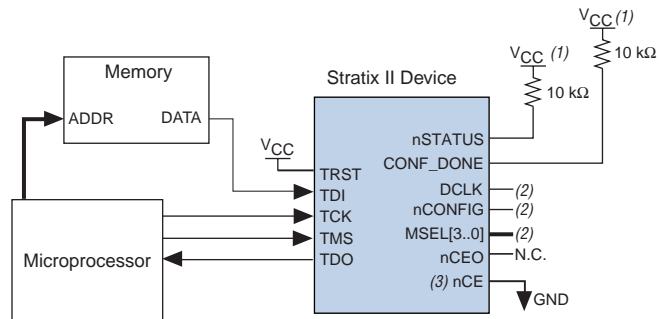 VCC (1)
VCC (1)
10 kΩ
Memory
Stratix II Device
10 kΩ
ADDR DATA
nSTATUS
VCC
CONF_DONE
TRST
DCLK (2)
TDI
nCONFIG (2)
TCK
MSEL[3..0] (2)
TMS
nCEO N.C.
Microprocessor
TDO
(3) nCE
GND